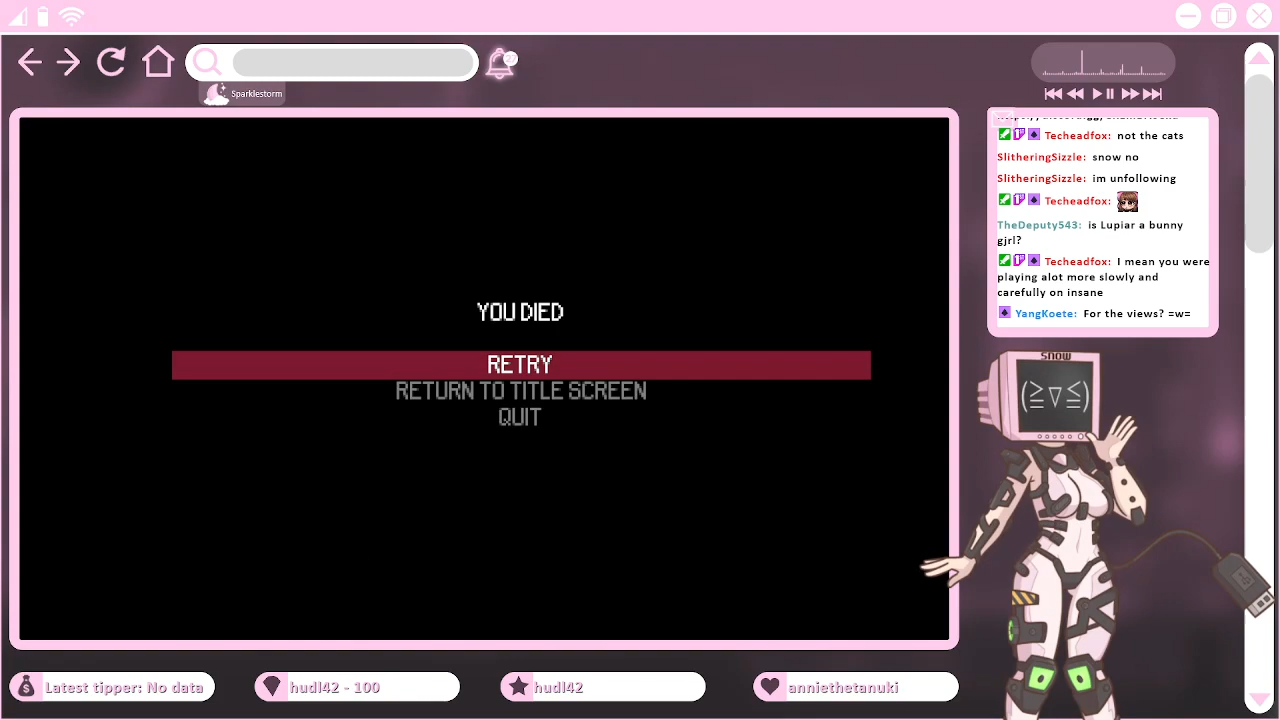 Sparklestorm
Techeadfox: not the cats
SlitheringSizzle: snow no
SlitheringSizzle: im unfollowing
Techeadfox:
TheDeputy543: is Lupiar a bunny
gjrl?
Techeadfox: I mean you were
playing alot more slowly and
carefully on insane
YangKoete: For the views? =w=
YOU DIED
RETRY
RETURN TO TITLE SCREEN
QUIT
SNOW
(≧▽≦)
Latest tipper: No data
hudl42 - 100
hudl42
anniethetanuki